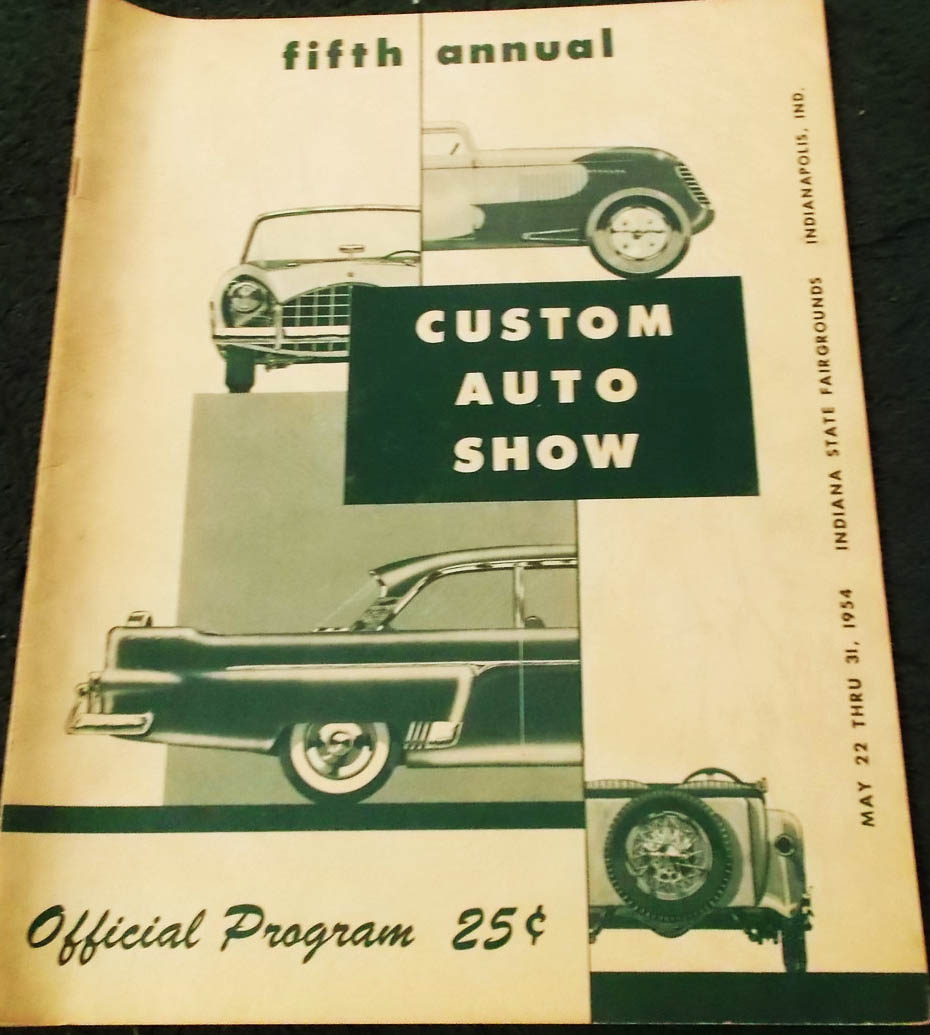 fifth annual
CUSTOM
AUTO
SHOW
MAY 22 THRU 31, 1954 INDIANA STATE FAIRGROUNDS INDIANAPOLIS, IND.
Official Program 25¢